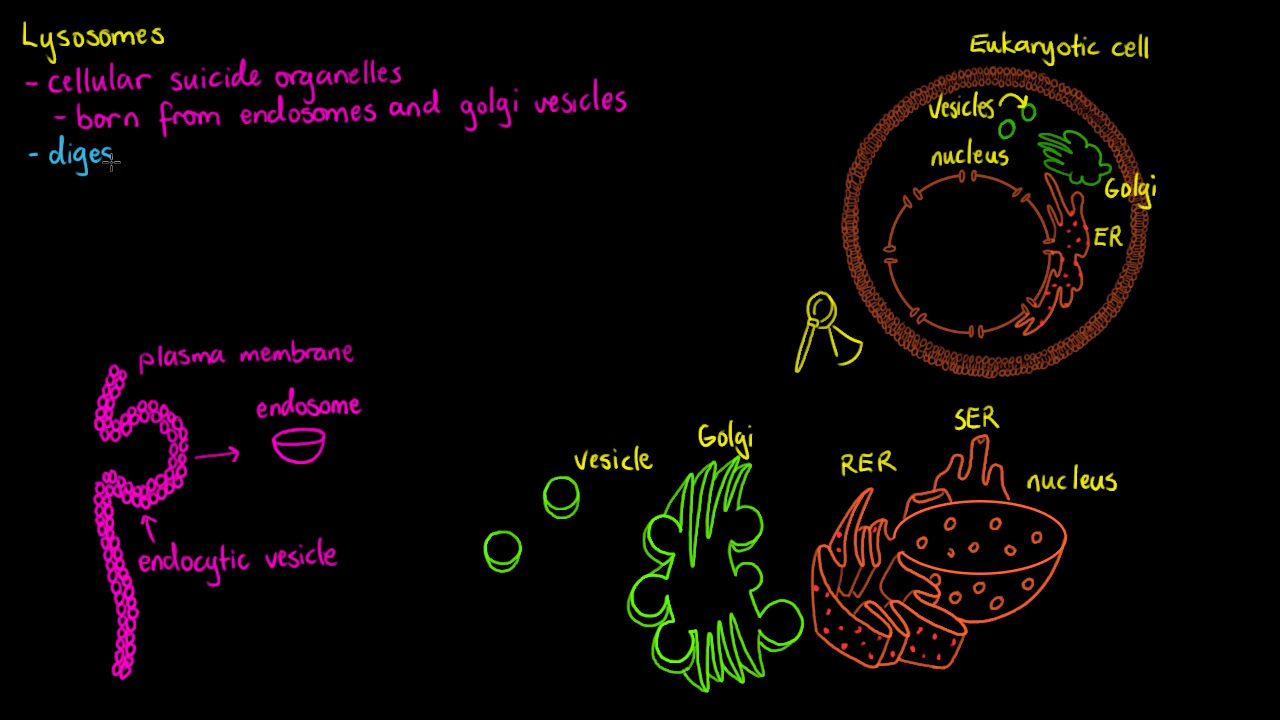 Lysosomes
- cellular suicide organelles
- born from endosomes and golgi vesicles
- diges
Eukaryotic cell
vesicles
nucleus
Golgi
ER
plasma membrane
endosome
endocytic vesicle
vesicle
Golgi
RER
SER
nucleus